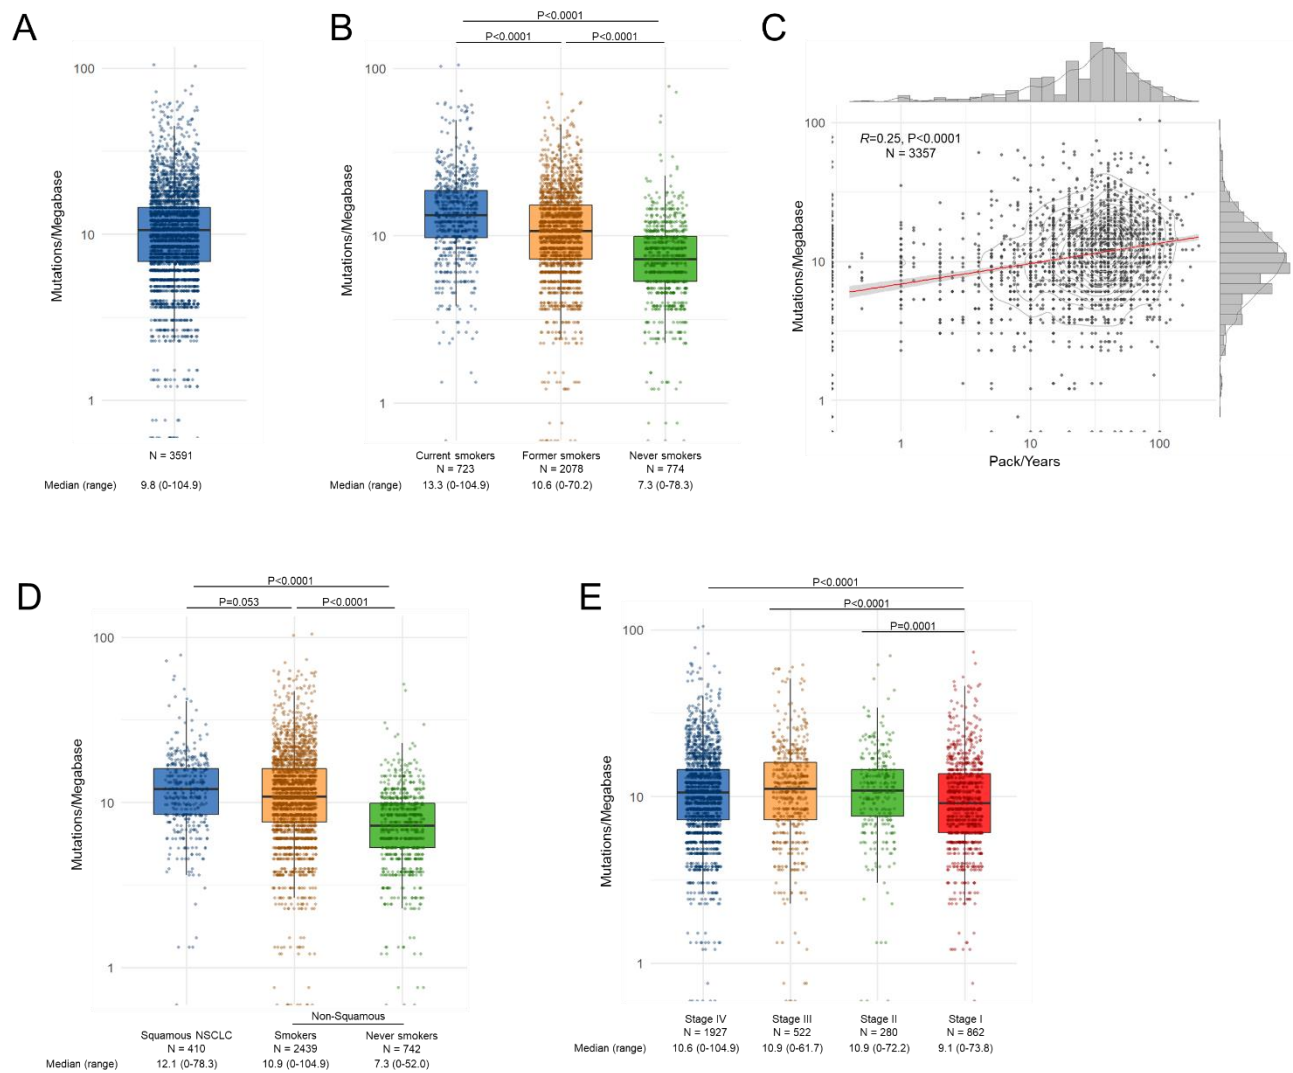 A
100
10
1
Mutations/Megabase
N = 3591
Median (range) 9.8 (0-104.9)
B
P<0.0001
P<0.0001 P<0.0001
100
10
1
Mutations/Megabase
Current smokers Former smokers Never smokers
N = 723 N = 2078 N = 774
Median (range) 13.3 (0-104.9) 10.6 (0-70.2) 7.3 (0-78.3)
C
R=0.25, P<0.0001
N = 3357
100
10
1
Mutations/Megabase
1 10 100
Pack/Years
D
P<0.0001
P=0.053 P<0.0001
100
10
1
Mutations/Megabase
Non-Squamous
Squamous NSCLC Smokers Never smokers
N = 410 N = 2439 N = 742
Median (range) 12.1 (0-78.3) 10.9 (0-104.9) 7.3 (0-52.0)
E
P<0.0001
P<0.0001
P=0.0001
100
10
1
Mutations/Megabase
Stage IV Stage III Stage II Stage I
N = 1927 N = 522 N = 280 N = 862
Median (range) 10.6 (0-104.9) 10.9 (0-61.7) 10.9 (0-72.2) 9.1 (0-73.8)